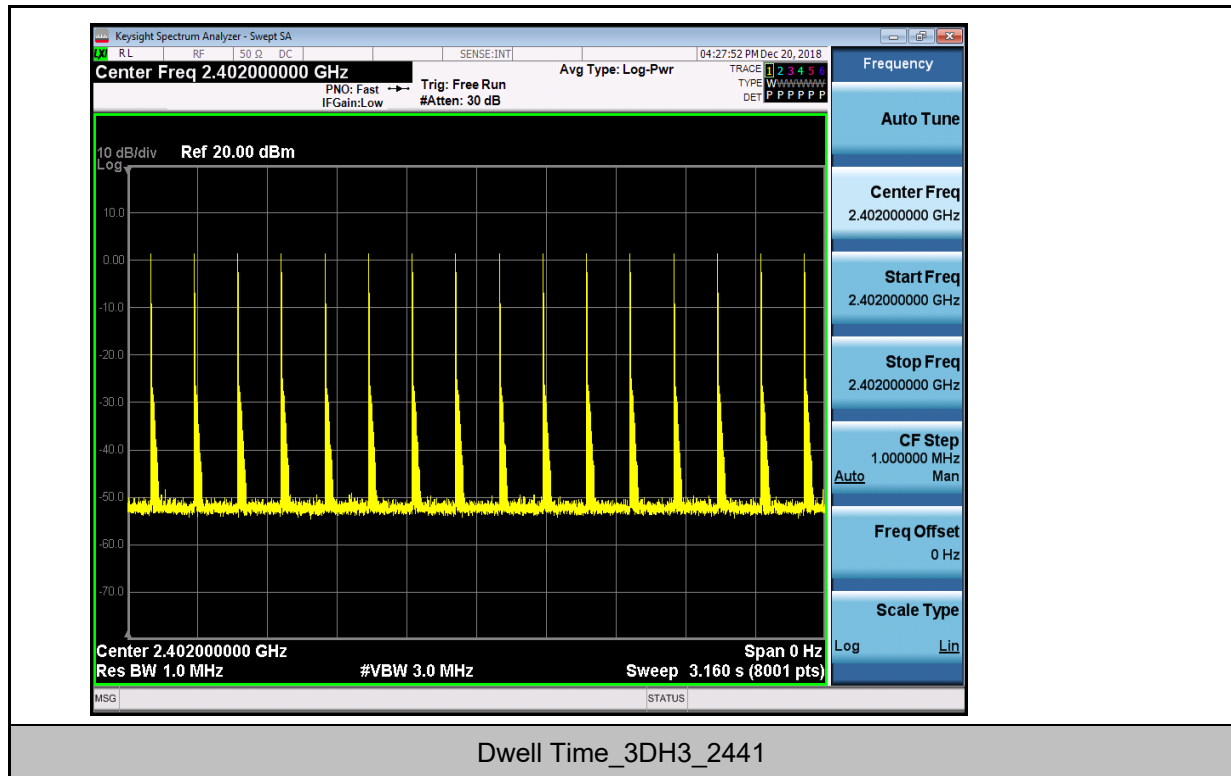 Keysight Spectrum Analyzer - Swept SA
LXI RL RF 50 Ω DC SENSE:INT 04:27:52 PM Dec 20, 2018
Center Freq 2.402000000 GHz
PNO: Fast
IFGain:Low
Trig: Free Run
#Atten: 30 dB
Avg Type: Log-Pwr
TRACE 1 2 3 4 5 6
TYPE WWWWWW
DET P P P P P P
10 dB/div Ref 20.00 dBm
Log
10.0
0.00
-10.0
-20.0
-30.0
-40.0
-50.0
-60.0
-70.0
Center 2.402000000 GHz Span 0 Hz
Res BW 1.0 MHz #VBW 3.0 MHz Sweep 3.160 s (8001 pts)
MSG STATUS
Frequency
Auto Tune
Center Freq
2.402000000 GHz
Start Freq
2.402000000 GHz
Stop Freq
2.402000000 GHz
CF Step
1.000000 MHz
Auto Man
Freq Offset
0 Hz
Scale Type
Log Lin
Dwell Time_3DH3_2441